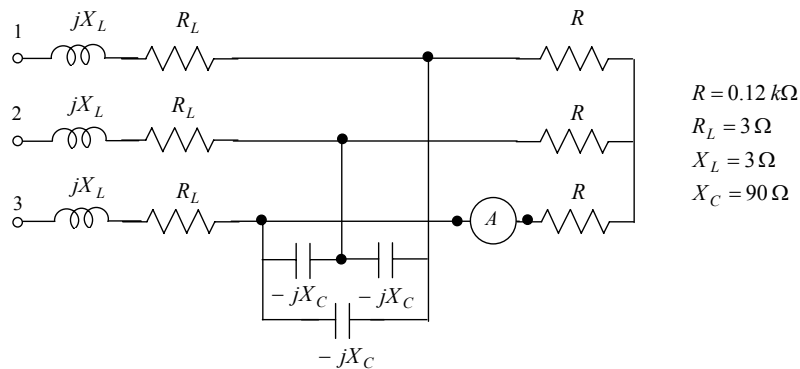 1
jX_L
R_L
R
2
jX_L
R_L
R
3
jX_L
R_L
A
R
R = 0.12 kΩ
R_L = 3 Ω
X_L = 3 Ω
X_C = 90 Ω
− jX_C
− jX_C
− jX_C